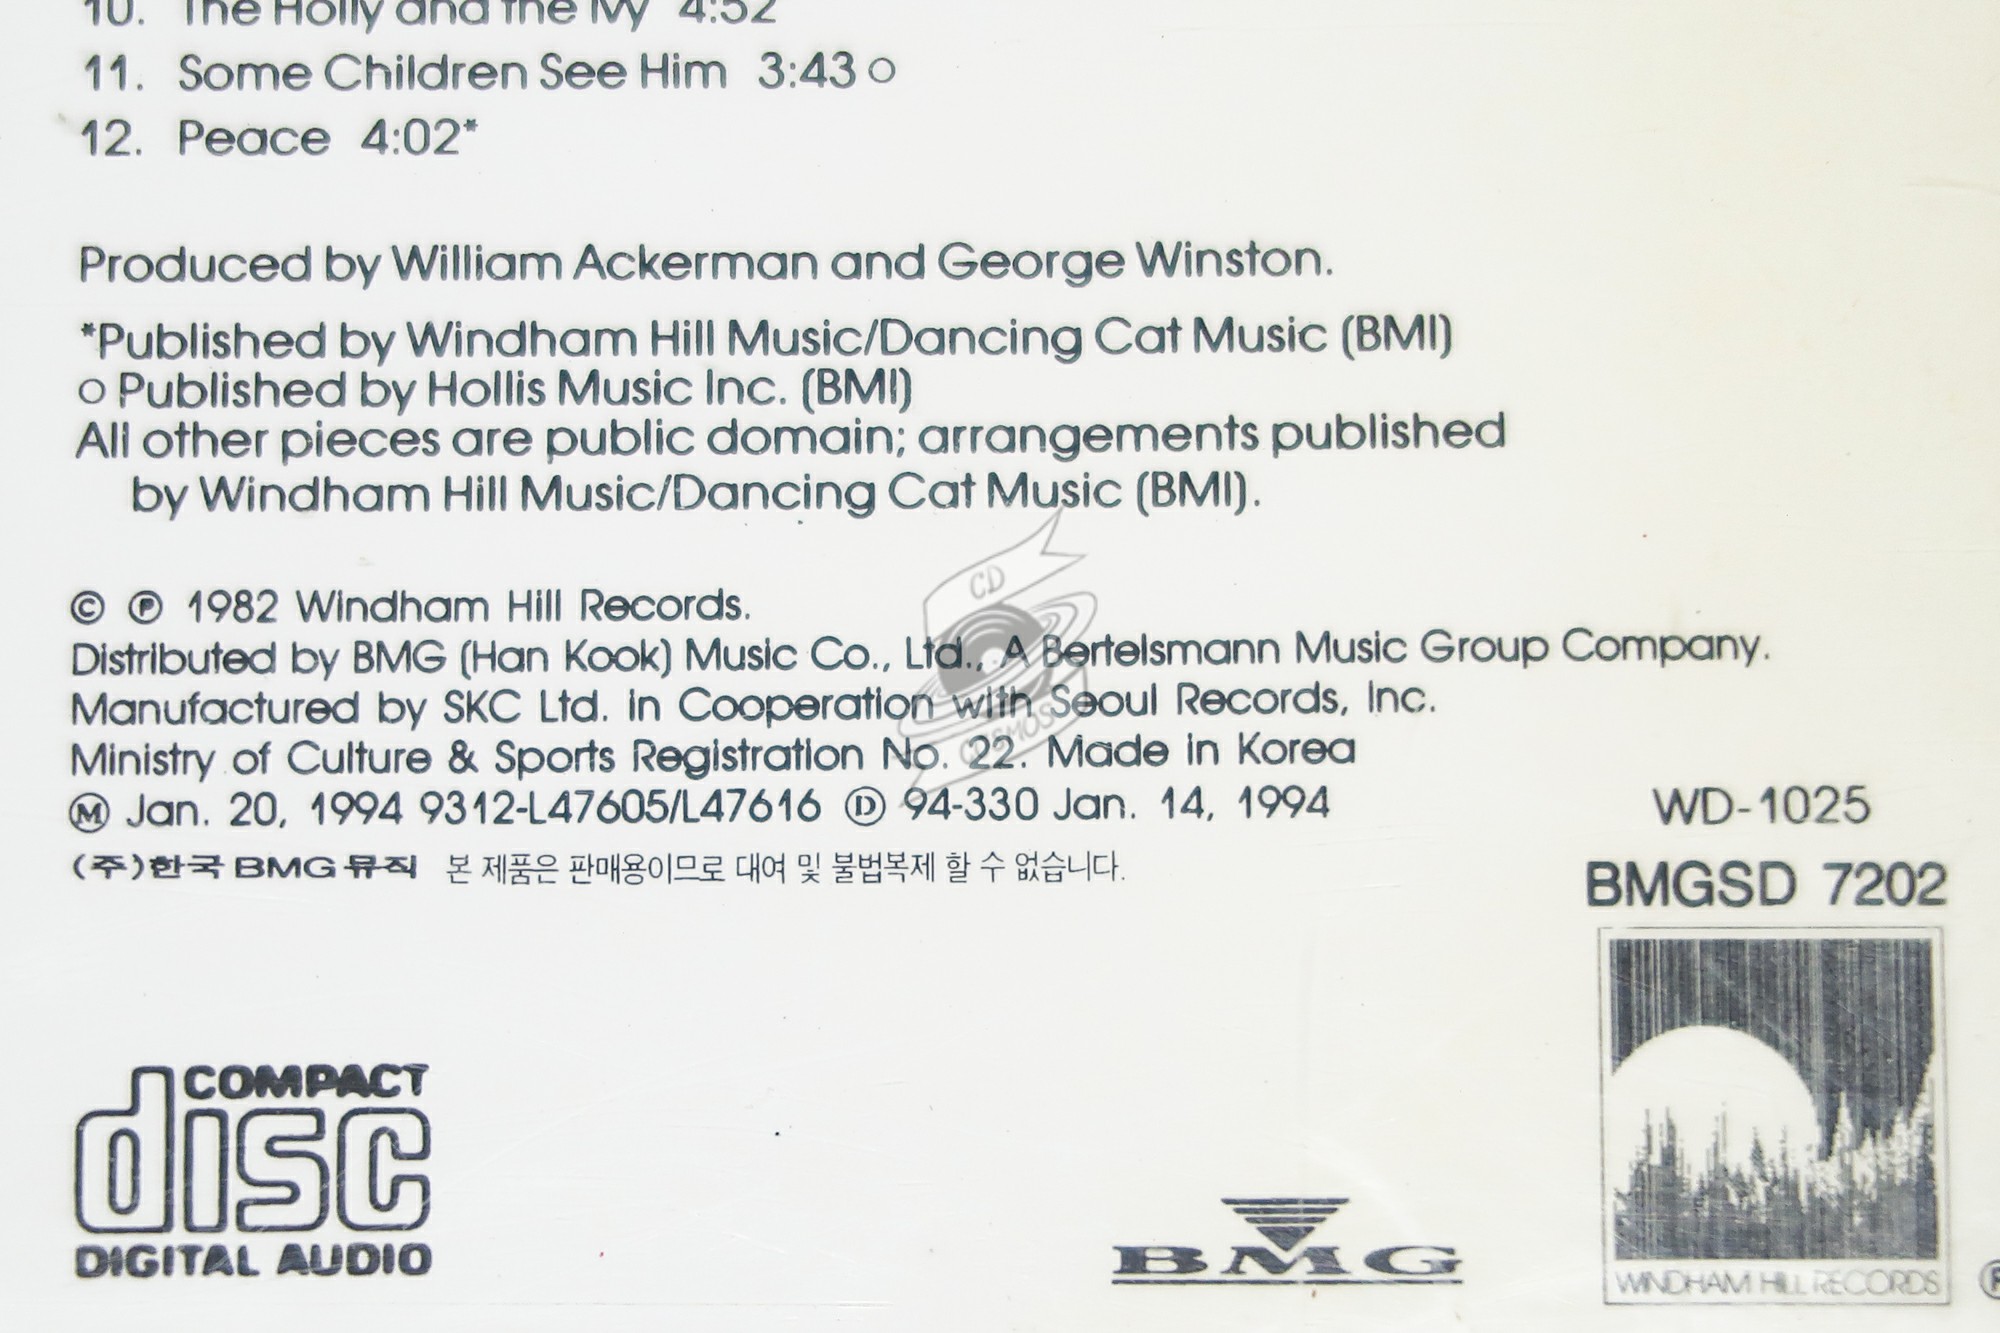 10. The Holly and the Ivy 4:52
11. Some Children See Him 3:43 o
12. Peace 4:02*
Produced by William Ackerman and George Winston.
*Published by Windham Hill Music/Dancing Cat Music (BMI)
o Published by Hollis Music Inc. (BMI)
All other pieces are public domain; arrangements published
by Windham Hill Music/Dancing Cat Music (BMI).
© ℗ 1982 Windham Hill Records.
Distributed by BMG (Han Kook) Music Co., Ltd., A Bertelsmann Music Group Company.
Manufactured by SKC Ltd. in Cooperation with Seoul Records, Inc.
Ministry of Culture & Sports Registration No. 22. Made in Korea
Ⓜ Jan. 20, 1994 9312-L47605/L47616 Ⓓ 94-330 Jan. 14, 1994
(주)한국 BMG 뮤직 본 제품은 판매용이므로 대여 및 불법복제 할 수 없습니다.
WD-1025
BMGSD 7202
COMPACT
disc
DIGITAL AUDIO
BMG
WINDHAM HILL RECORDS
®
CD
COSMOS